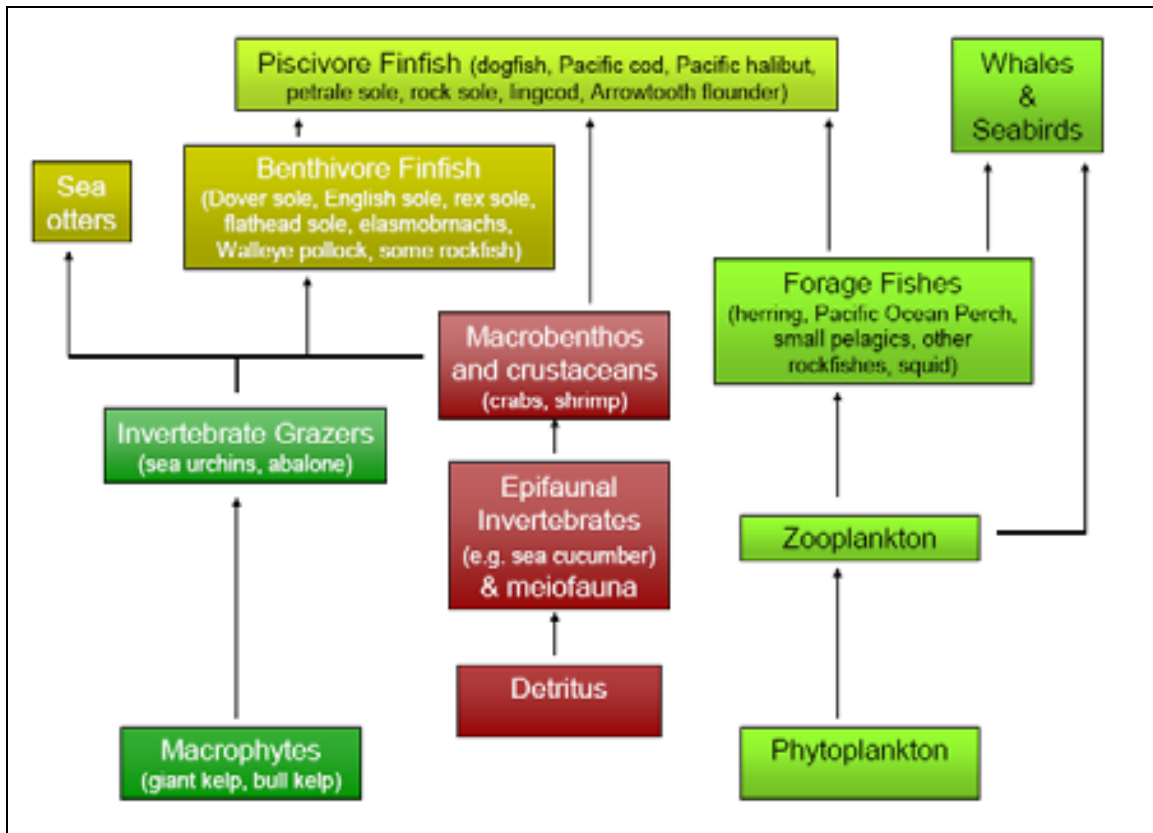 Piscivore Finfish (dogfish, Pacific cod, Pacific halibut,
petrale sole, rock sole, lingcod, Arrowtooth flounder)
Whales
&
Seabirds
Sea
otters
Benthivore Finfish
(Dover sole, English sole, rex sole,
flathead sole, elasmobrnachs,
Walleye pollock, some rockfish)
Forage Fishes
(herring, Pacific Ocean Perch,
small pelagics, other
rockfishes, squid)
Macrobenthos
and crustaceans
(crabs, shrimp)
Invertebrate Grazers
(sea urchins, abalone)
Epifaunal
Invertebrates
(e.g. sea cucumber)
& meiofauna
Zooplankton
Detritus
Macrophytes
(giant kelp, bull kelp)
Phytoplankton